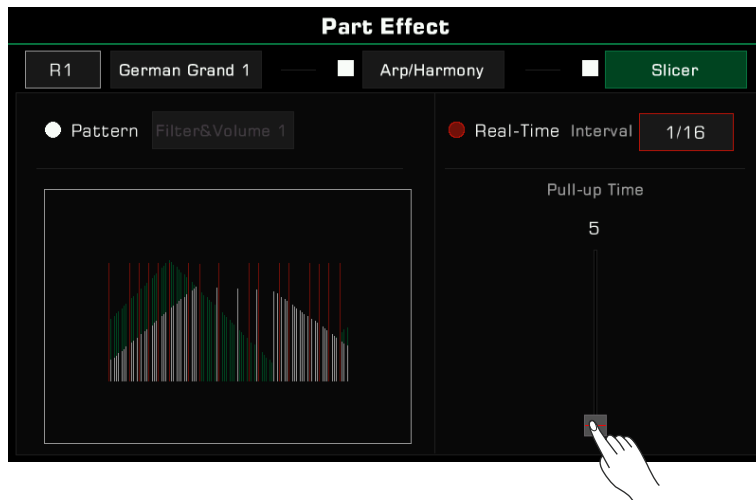 Part Effect
R1 German Grand 1 Arp/Harmony Slicer
Pattern Filter&Volume 1
Real-Time Interval 1/16
Pull-up Time
5